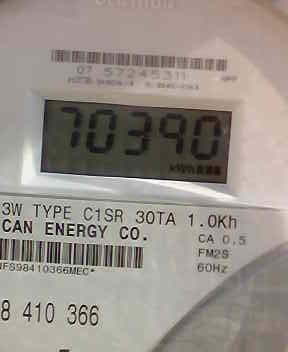 07 57245311
70390
3W TYPE C1SR 30TA 1.0Kh
CAN ENERGY CO.
CA 0.5
FM2S
60Hz
NFS98410366MEC*
8 410 366